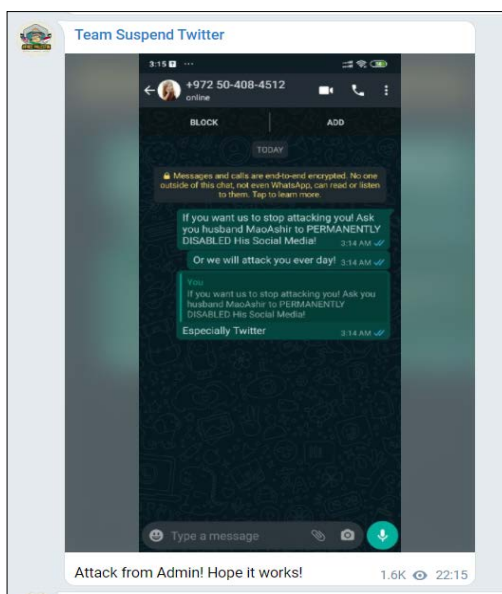 Team Suspend Twitter
3:15
+972 50-408-4512
online
BLOCK
ADD
TODAY
Messages and calls are end-to-end encrypted. No one
outside of this chat, not even WhatsApp, can read or listen
to them. Tap to learn more.
If you want us to stop attacking you! Ask
you husband MaoAshir to PERMANENTLY
DISABLED His Social Media!
3:14 AM
Or we will attack you ever day!
3:14 AM
You
If you want us to stop attacking you! Ask you
husband MaoAshir to PERMANENTLY
DISABLED His Social Media!
Especially Twitter
3:14 AM
Type a message
Attack from Admin! Hope it works!
1.6K
22:15